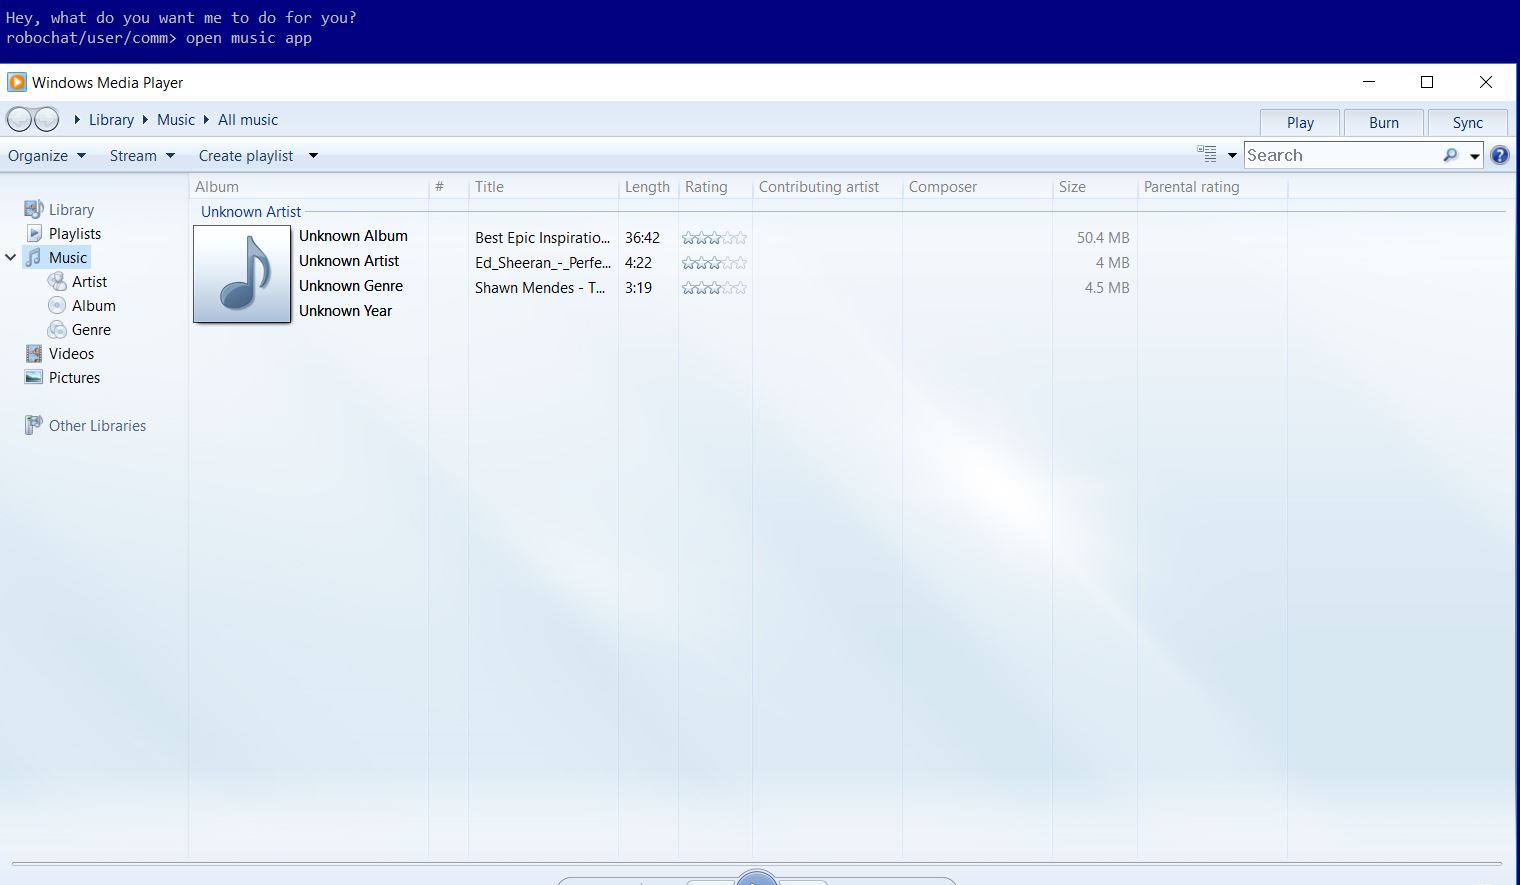 Hey, what do you want me to do for you?
robochat/user/comm> open music app
Windows Media Player
Library Music All music
Play Burn Sync
Organize Stream Create playlist
Search
Album # Title Length Rating Contributing artist Composer Size Parental rating
Unknown Artist
Library
Playlists
Music
Artist
Album
Genre
Videos
Pictures
Other Libraries
Unknown Album Best Epic Inspiratio... 36:42 50.4 MB
Unknown Artist Ed_Sheeran_-_Perfe... 4:22 4 MB
Unknown Genre Shawn Mendes - T... 3:19 4.5 MB
Unknown Year